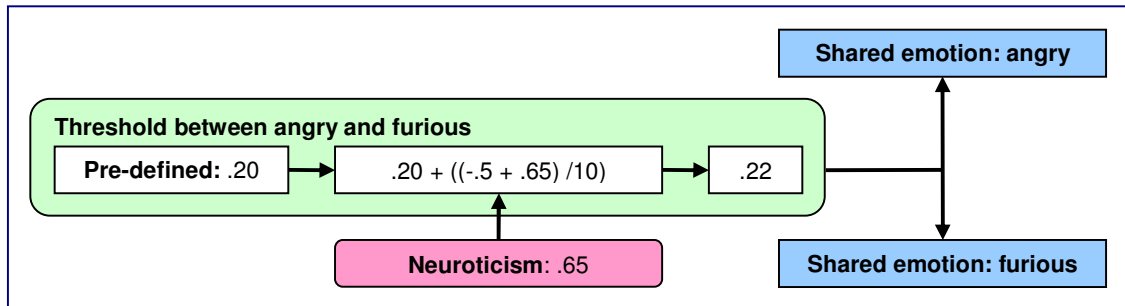 Shared emotion: angry
Threshold between angry and furious
Pre-defined: .20
.20 + ((-.5 + .65) /10)
.22
Neuroticism: .65
Shared emotion: furious